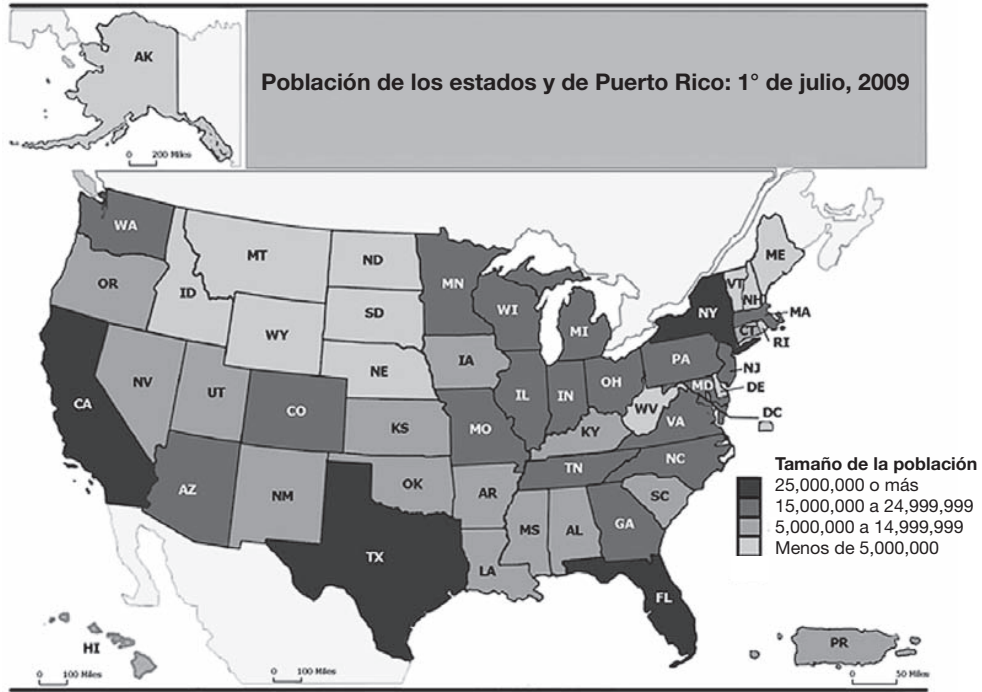 Población de los estados y de Puerto Rico: 1° de julio, 2009
AK
0 200 Miles
WA
MT
ND
MN
ME
VT
NH
OR
ID
SD
WI
MI
NY
MA
WY
CT
RI
IA
PA
NJ
NE
NV
UT
OH
MD
DE
CA
CO
IL
IN
WV
DC
KS
MO
KY
VA
AZ
NM
OK
AR
TN
NC
SC
MS
AL
GA
TX
LA
FL
Tamaño de la población
25,000,000 o más
15,000,000 a 24,999,999
5,000,000 a 14,999,999
Menos de 5,000,000
HI
0 100 Miles
0 100 Miles
PR
0 50 Miles